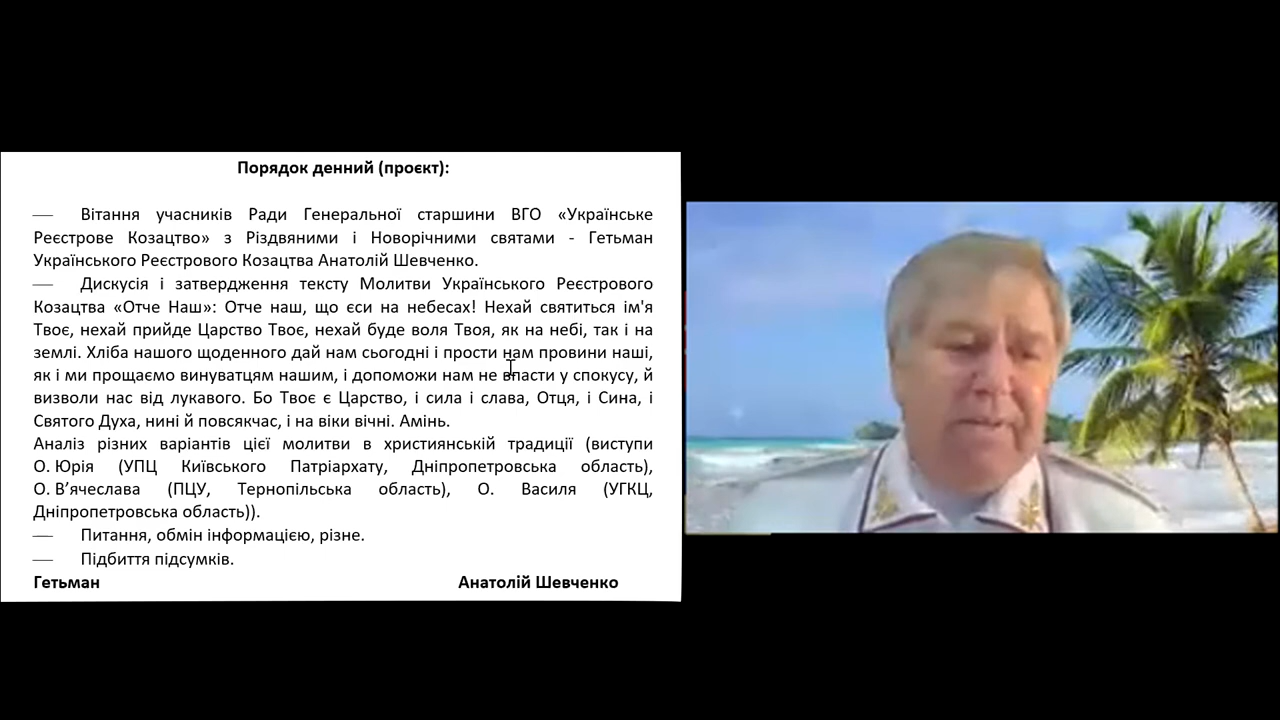 Порядок денний (проєкт):
— Вітання учасників Ради Генеральної старшини ВГО «Українське
Реєстрове Козацтво» з Різдвяними і Новорічними святами - Гетьман
Українського Реєстрового Козацтва Анатолій Шевченко.
— Дискусія і затвердження тексту Молитви Українського Реєстрового
Козацтва «Отче Наш»: Отче наш, що єси на небесах! Нехай святиться ім'я
Твоє, нехай прийде Царство Твоє, нехай буде воля Твоя, як на небі, так і на
землі. Хліба нашого щоденного дай нам сьогодні і прости нам провини наші,
як і ми прощаємо винуватцям нашим, і допоможи нам не впасти у спокусу, й
визволи нас від лукавого. Бо Твоє є Царство, і сила і слава, Отця, і Сина, і
Святого Духа, нині й повсякчас, і на віки вічні. Амінь.
Аналіз різних варіантів цієї молитви в християнській традиції (виступи
О. Юрія (УПЦ Київського Патріархату, Дніпропетровська область),
О. В’ячеслава (ПЦУ, Тернопільська область), О. Василя (УГКЦ,
Дніпропетровська область)).
— Питання, обмін інформацією, різне.
— Підбиття підсумків.
Гетьман Анатолій Шевченко